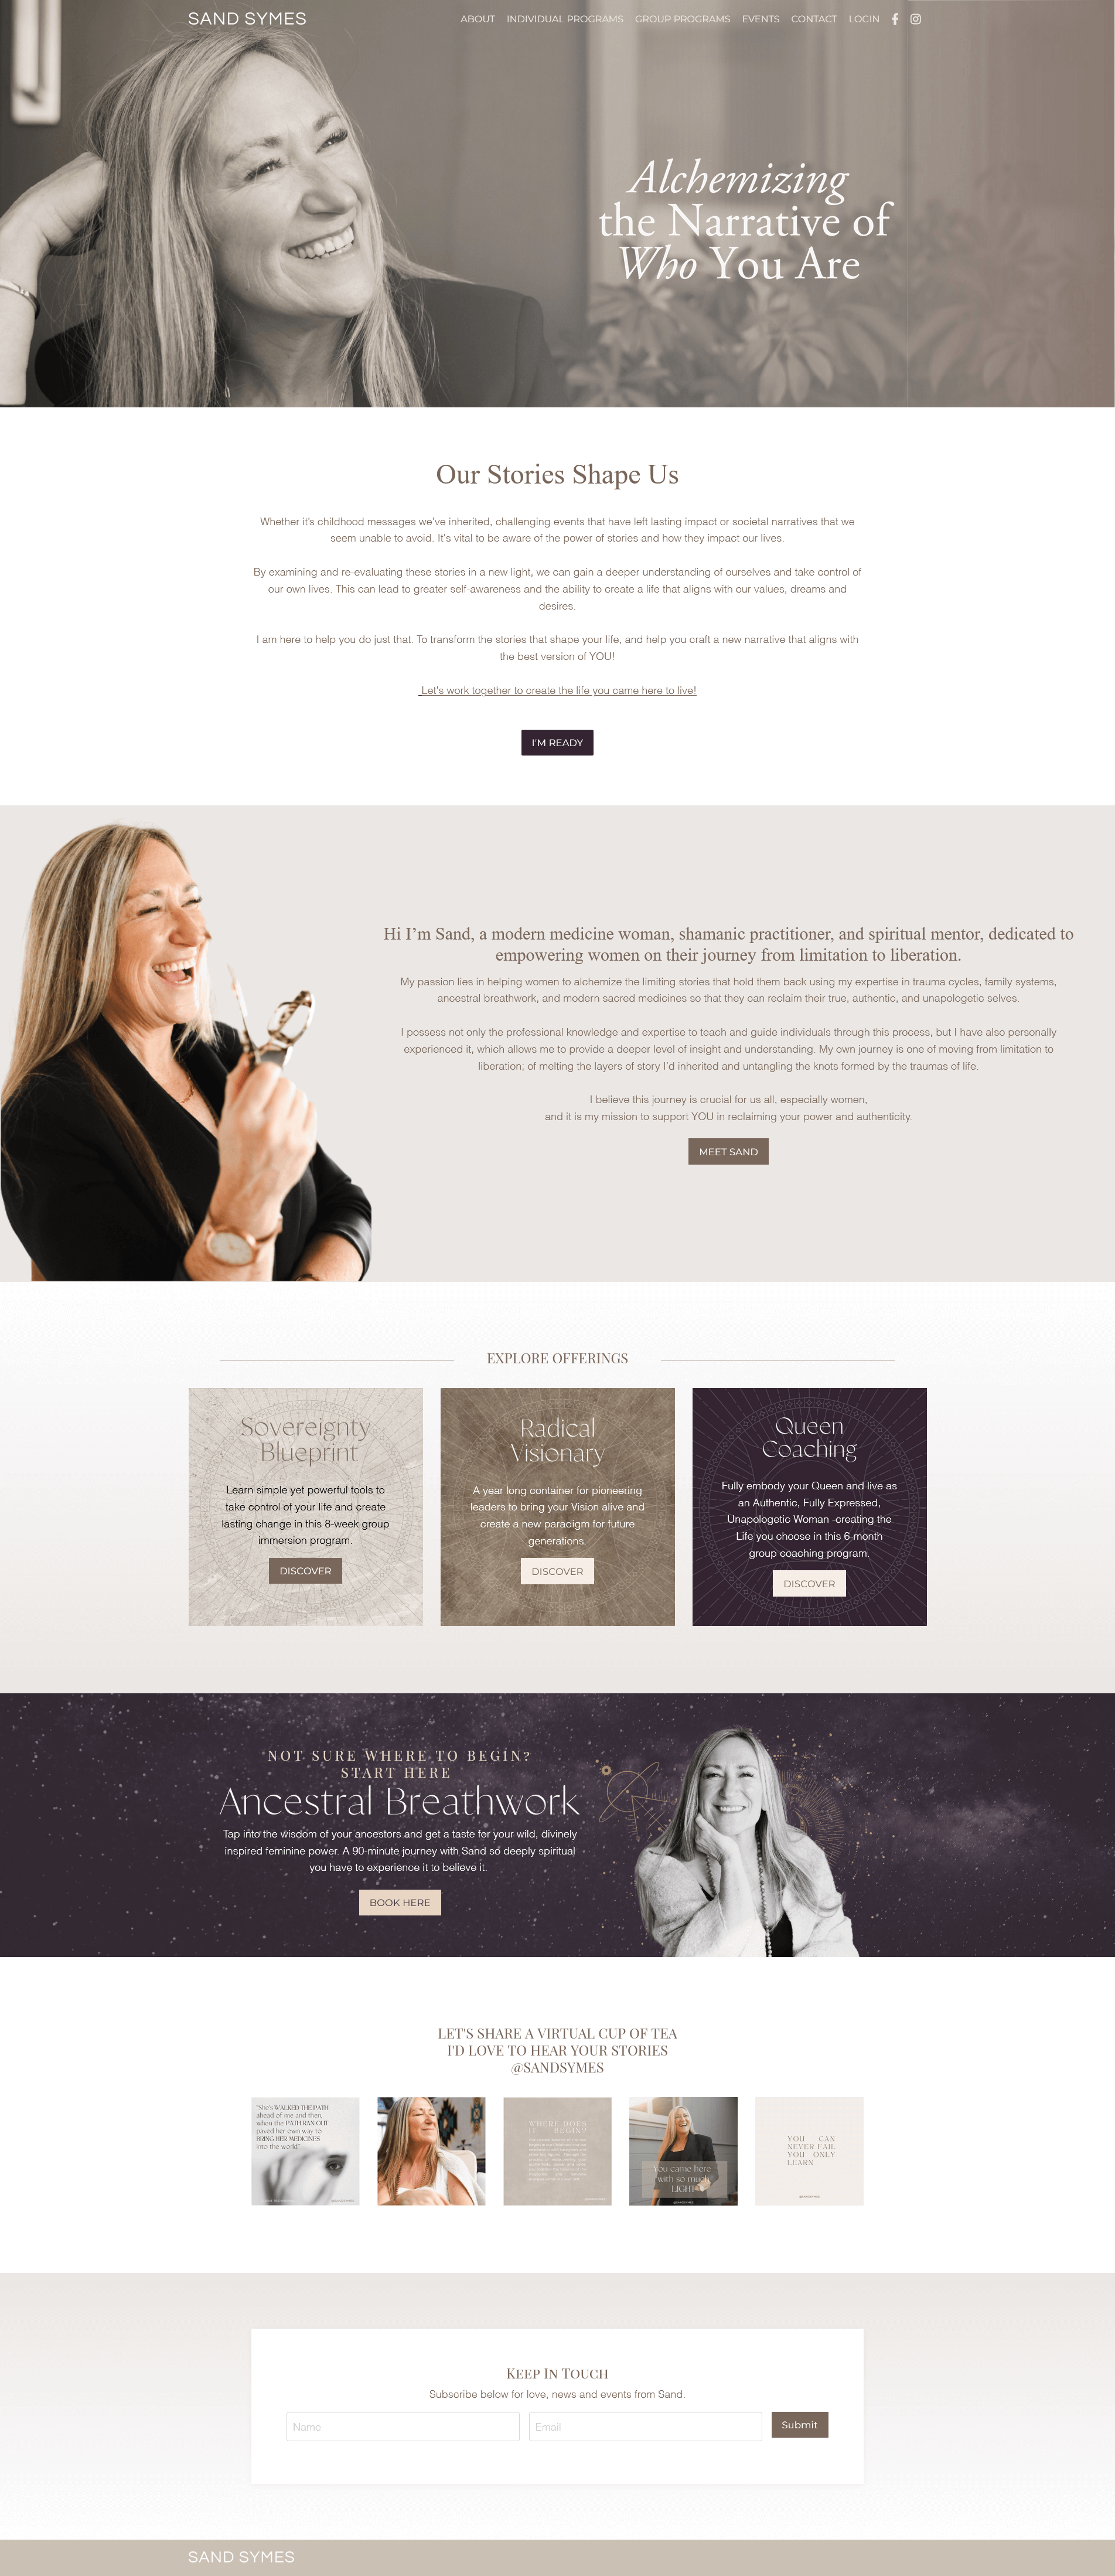 SAND SYMES
ABOUT INDIVIDUAL PROGRAMS GROUP PROGRAMS EVENTS CONTACT LOGIN
Alchemizing
the Narrative of
Who You Are
Our Stories Shape Us
Whether it's childhood messages we've inherited, challenging events that have left lasting impact or societal narratives that we
seem unable to avoid. It's vital to be aware of the power of stories and how they impact our lives.
By examining and re-evaluating these stories in a new light, we can gain a deeper understanding of ourselves and take control of
our own lives. This can lead to greater self-awareness and the ability to create a life that aligns with our values, dreams and
desires.
I am here to help you do just that. To transform the stories that shape your life, and help you craft a new narrative that aligns with
the best version of YOU!
Let's work together to create the life you came here to live!
I'M READY
Hi I'm Sand, a modern medicine woman, shamanic practitioner, and spiritual mentor, dedicated to
empowering women on their journey from limitation to liberation.
My passion lies in helping women to alchemize the limiting stories that hold them back using my expertise in trauma cycles, family systems,
ancestral breathwork, and modern sacred medicines so that they can reclaim their true, authentic, and unapologetic selves.
I possess not only the professional knowledge and expertise to teach and guide individuals through this process, but I have also personally
experienced it, which allows me to provide a deeper level of insight and understanding. My own journey is one of moving from limitation to
liberation; of melting the layers of story I'd inherited and untangling the knots formed by the traumas of life.
I believe this journey is crucial for us all, especially women,
and it is my mission to support YOU in reclaiming your power and authenticity.
MEET SAND
EXPLORE OFFERINGS
Sovereignty
Blueprint
Learn simple yet powerful tools to
take control of your life and create
lasting change in this 8-week group
immersion program.
DISCOVER
Radical
Visionary
A year long container for pioneering
leaders to bring your Vision alive and
create a new paradigm for future
generations.
DISCOVER
Queen
Coaching
Fully embody your Queen and live as
an Authentic, Fully Expressed,
Unapologetic Woman -creating the
Life you choose in this 6-month
group coaching program.
DISCOVER
NOT SURE WHERE TO BEGIN?
START HERE
Ancestral Breathwork
Tap into the wisdom of your ancestors and get a taste for your wild, divinely
inspired feminine power. A 90-minute journey with Sand so deeply spiritual
you have to experience it to believe it.
BOOK HERE
LET'S SHARE A VIRTUAL CUP OF TEA
I'D LOVE TO HEAR YOUR STORIES
@SANDSYMES
"She's WALKED THE PATH
ahead of me and then,
when the PATH RAN OUT
paved her own way to
BRING HER MEDICINES
into the world"
WHERE DOES
IT BEGIN?
You came here
with so much
LIGHT
YOU CAN
NEVER FAIL
YOU ONLY
LEARN
KEEP IN TOUCH
Subscribe below for love, news and events from Sand.
Name
Email
Submit
SAND SYMES